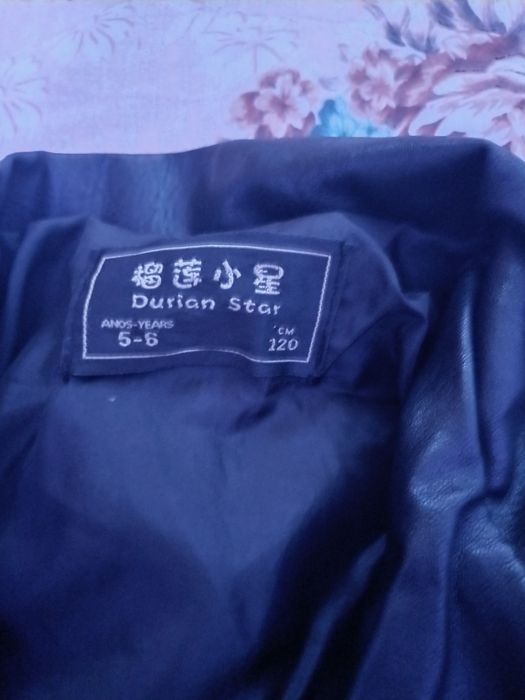 榴莲小星
Durian Star
ANOS-YEARS
5-6
CM
120